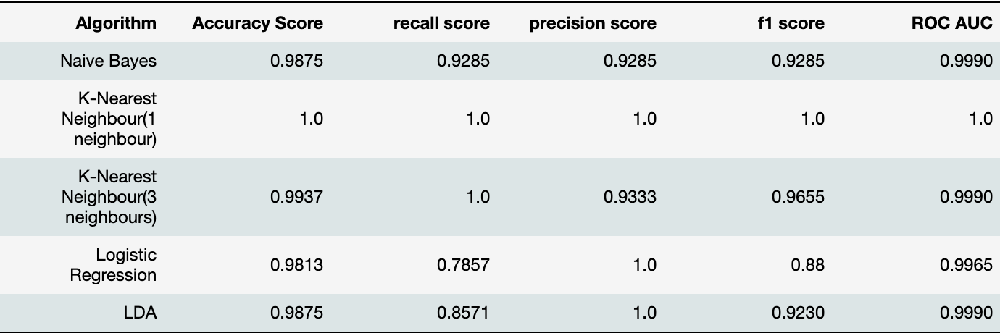 Algorithm Accuracy Score recall score precision score f1 score ROC AUC
Naive Bayes 0.9875 0.9285 0.9285 0.9285 0.9990
K-Nearest
Neighbour(1 1.0 1.0 1.0 1.0 1.0
neighbour)
K-Nearest
Neighbour(3 0.9937 1.0 0.9333 0.9655 0.9990
neighbours)
Logistic
Regression 0.9813 0.7857 1.0 0.88 0.9965
LDA 0.9875 0.8571 1.0 0.9230 0.9990